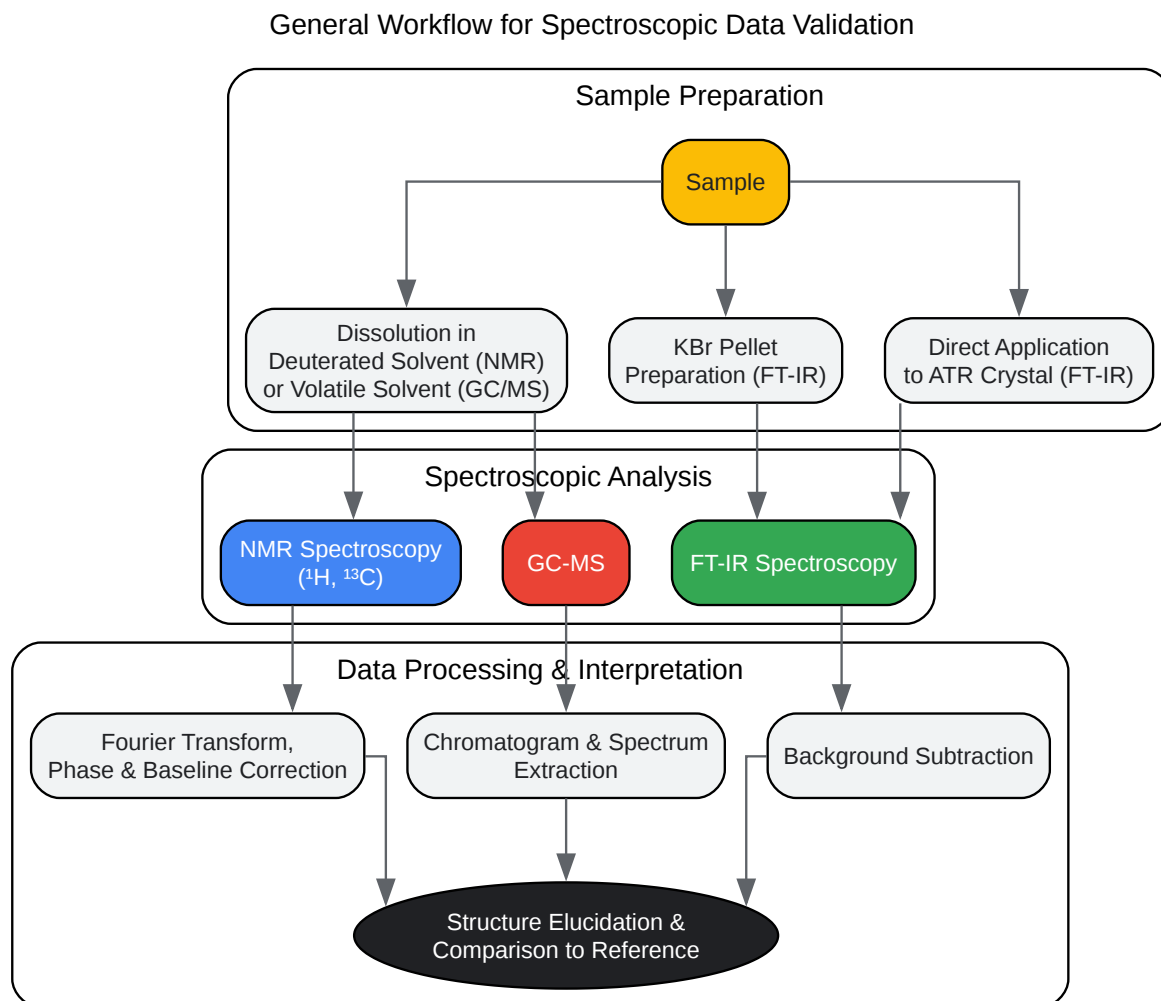 General Workflow for Spectroscopic Data Validation
Sample Preparation
Sample
Dissolution in
Deuterated Solvent (NMR)
or Volatile Solvent (GC/MS)
KBr Pellet
Preparation (FT-IR)
Direct Application
to ATR Crystal (FT-IR)
Spectroscopic Analysis
NMR Spectroscopy
(¹H, ¹³C)
GC-MS
FT-IR Spectroscopy
Data Processing & Interpretation
Fourier Transform,
Phase & Baseline Correction
Chromatogram & Spectrum
Extraction
Background Subtraction
Structure Elucidation &
Comparison to Reference